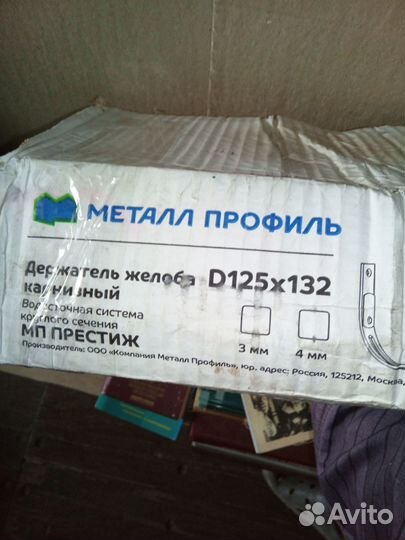 МЕТАЛЛ ПРОФИЛЬ
Держатель желоба D125x132
карнизный
Водосточная система
круглого сечения
МП ПРЕСТИЖ
3 мм 4 мм
Производитель: ООО «Компания Металл Профиль», юр. адрес: Россия, 125212, Москва,
Avito